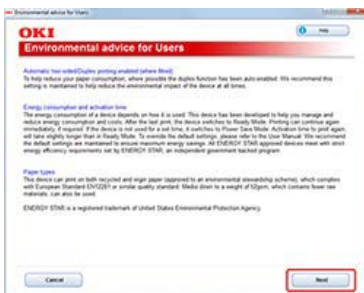 Environmental advice for Users
OKI
Environmental advice for Users
Automatic two sided/Duplex printing enabled (where fitted)
To help reduce your paper consumption, where possible the duplex function has been auto-enabled. We recommend this
setting is maintained to help reduce the environmental impact of the device at all times.
Energy consumption and activation time
The energy consumption of a device depends on how it is used. This device has been developed to help you manage and
reduce energy consumption and costs. After the last print, the device switches to Ready Mode. Printing can continue again
immediately, if required. If the device is not used for a set time, it switches to Power Save Mode. Activation time to print again,
will take slightly longer than in Ready Mode. To override the default settings, please refer to the User Manual. We recommend
the default settings are maintained to ensure maximum energy savings. All ENERGY STAR approved devices meet with strict
energy efficiency requirements set by ENERGY STAR, an independent government backed program.
Paper types
This device can print on both recycled and virgin paper (approved to an environmental stewardship scheme), which complies
with European Standard EN12281 or similar quality standard. Media down to a weight of 52gsm, which contains fewer raw
materials, can also be used.
ENERGY STAR is a registered trademark of United States Environmental Protection Agency.
Cancel
Next